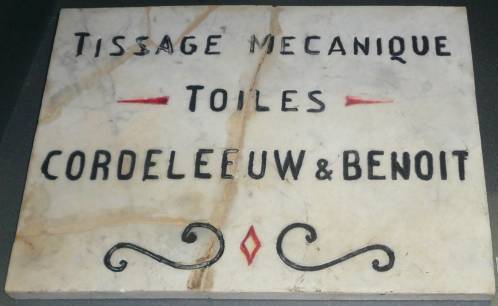 TISSAGE MECANIQUE
TOILES
CORDELEEUW & BENOIT